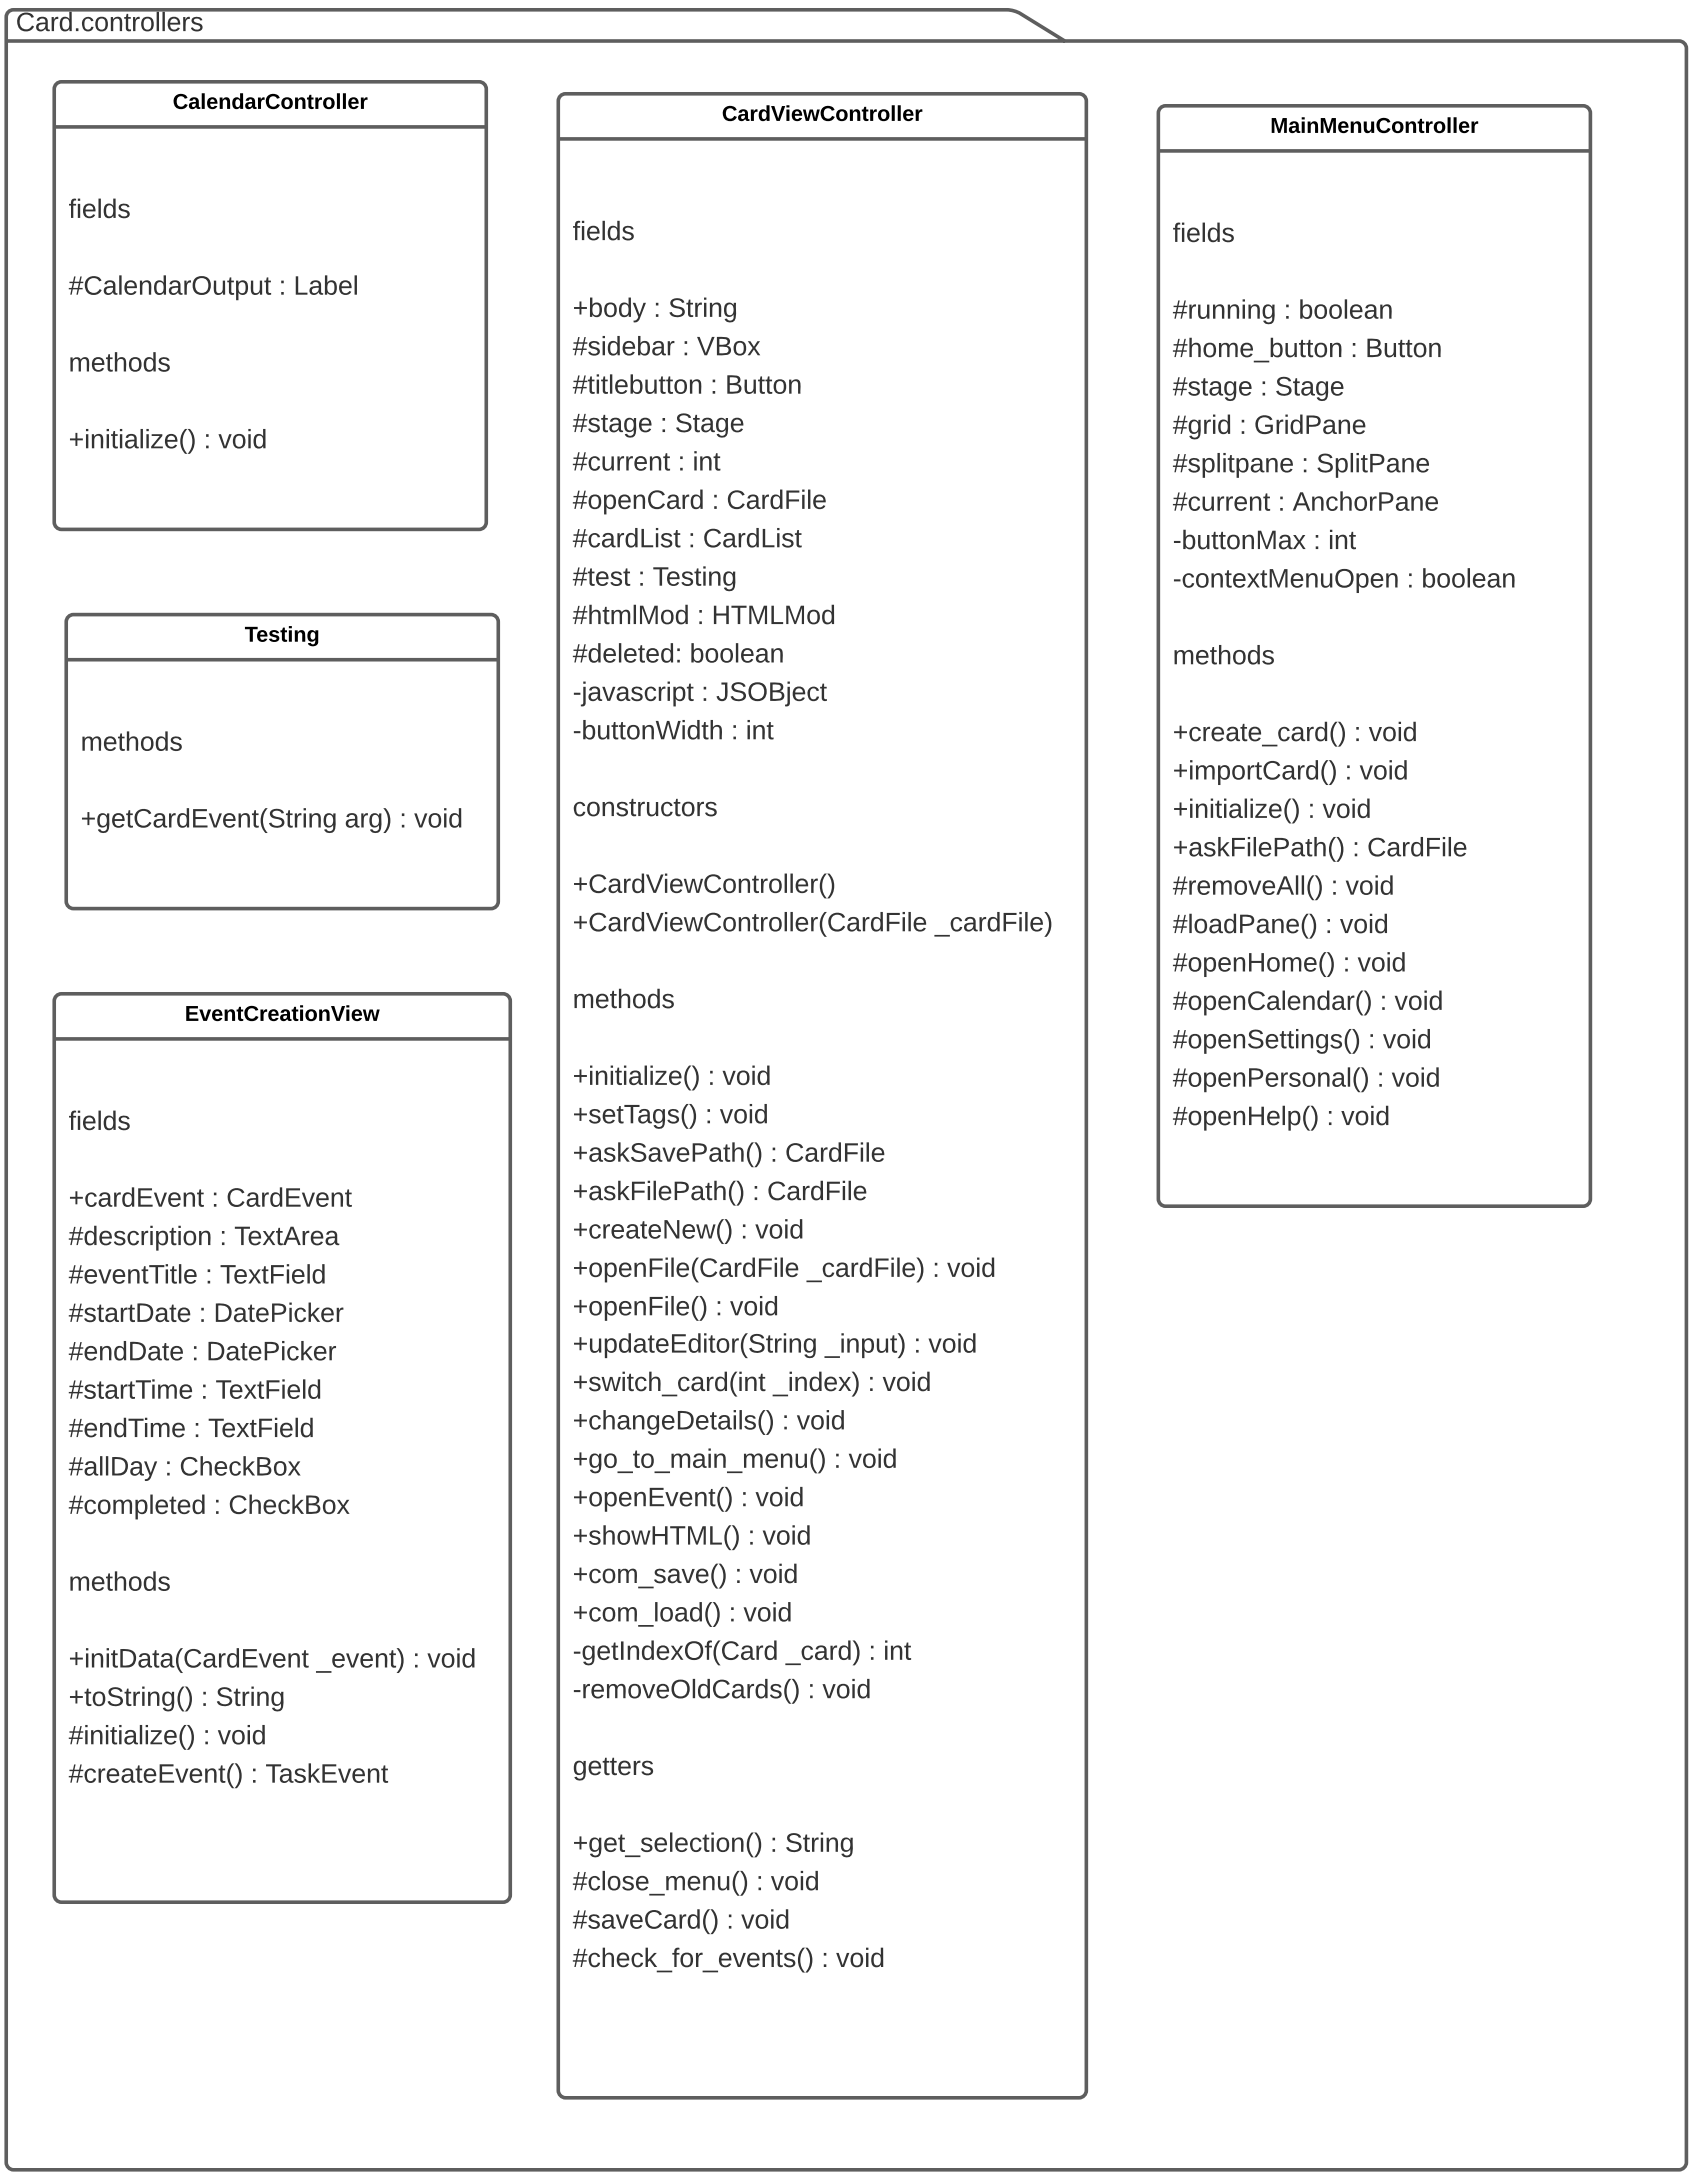 Card.controllers
CalendarController
fields
#CalendarOutput : Label
methods
+initialize() : void
Testing
methods
+getCardEvent(String arg) : void
EventCreationView
fields
+cardEvent : CardEvent
#description : TextArea
#eventTitle : TextField
#startDate : DatePicker
#endDate : DatePicker
#startTime : TextField
#endTime : TextField
#allDay : CheckBox
#completed : CheckBox
methods
+initData(CardEvent _event) : void
+toString() : String
#initialize() : void
#createEvent() : TaskEvent
CardViewController
fields
+body : String
#sidebar : VBox
#titlebutton : Button
#stage : Stage
#current : int
#openCard : CardFile
#cardList : CardList
#test : Testing
#htmlMod : HTMLMod
#deleted: boolean
-javascript : JSOBject
-buttonWidth : int
constructors
+CardViewController()
+CardViewController(CardFile _cardFile)
methods
+initialize() : void
+setTags() : void
+askSavePath() : CardFile
+askFilePath() : CardFile
+createNew() : void
+openFile(CardFile _cardFile) : void
+openFile() : void
+updateEditor(String _input) : void
+switch_card(int _index) : void
+changeDetails() : void
+go_to_main_menu() : void
+openEvent() : void
+showHTML() : void
+com_save() : void
+com_load() : void
-getIndexOf(Card _card) : int
-removeOldCards() : void
getters
+get_selection() : String
#close_menu() : void
#saveCard() : void
#check_for_events() : void
MainMenuController
fields
#running : boolean
#home_button : Button
#stage : Stage
#grid : GridPane
#splitpane : SplitPane
#current : AnchorPane
-buttonMax : int
-contextMenuOpen : boolean
methods
+create_card() : void
+importCard() : void
+initialize() : void
+askFilePath() : CardFile
#removeAll() : void
#loadPane() : void
#openHome() : void
#openCalendar() : void
#openSettings() : void
#openPersonal() : void
#openHelp() : void